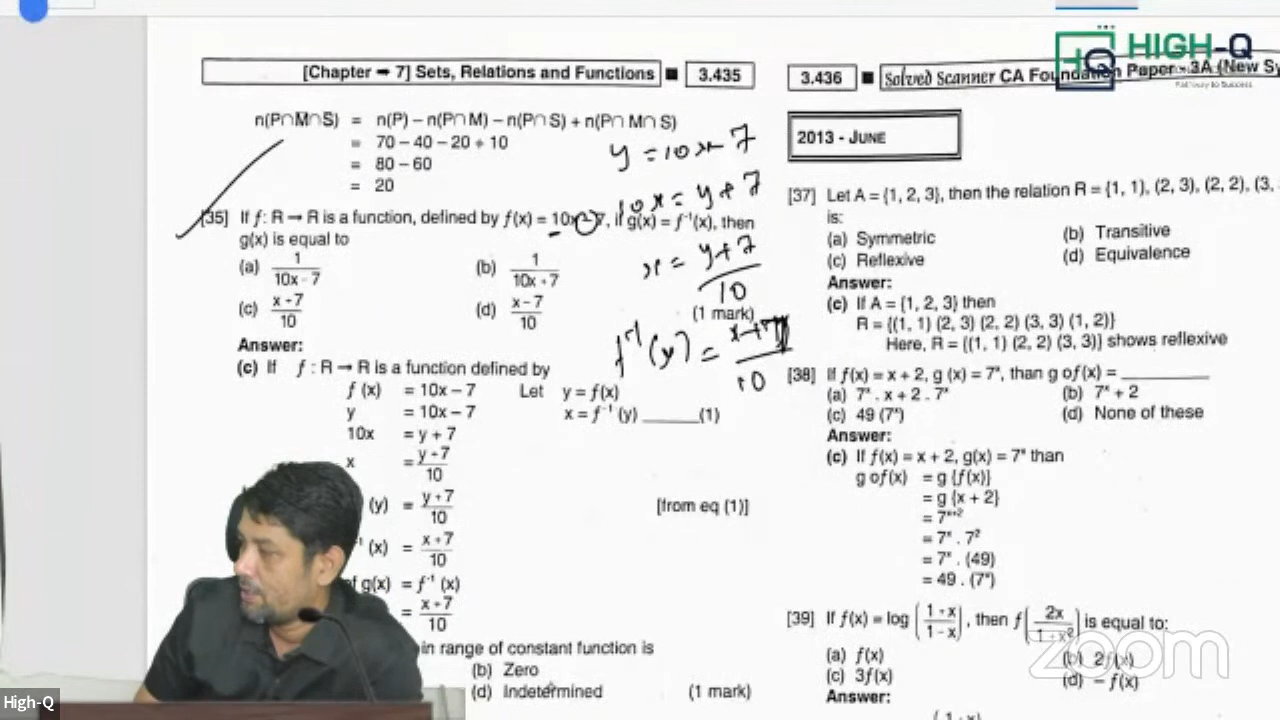 [Chapter ➡ 7] Sets, Relations and Functions ■ 3.435
n(P∩M̄∩S̄) = n(P) – n(P∩M) – n(P∩S) + n(P∩M∩S)
= 70 – 40 – 20 + 10
= 80 – 60
= 20
y = 10x - 7
10x = y + 7
x = y+7 / 10
[35] If f: R → R is a function, defined by f(x) = 10x – 7, if g(x) = f⁻¹(x), then
g(x) is equal to
(a) 1 / 10x – 7
(b) 1 / 10x + 7
(c) x + 7 / 10
(d) x – 7 / 10
(1 mark)
f⁻¹(y) = x+7 / 10
Answer:
(c) If f : R → R is a function defined by
f (x) = 10x – 7 Let y = f(x)
y = 10x – 7 x = f⁻¹ (y) ______(1)
10x = y + 7
x = y + 7 / 10
(y) = y + 7 / 10 [from eq (1)]
(x) = x + 7 / 10
g(x) = f⁻¹ (x)
= x + 7 / 10
in range of constant function is
(b) Zero
(d) Indetermined (1 mark)
3.436 ■ Solved Scanner CA Foundation Paper - 3A (New Sy
HIGH-Q
Pathway to Success
2013 - JUNE
[37] Let A = {1, 2, 3}, then the relation R = {1, 1), (2, 3), (2, 2), (3,
is:
(a) Symmetric (b) Transitive
(c) Reflexive (d) Equivalence
Answer:
(c) If A = {1, 2, 3} then
R = {(1, 1) (2, 3) (2, 2) (3, 3) (1, 2)}
Here, R = {(1, 1) (2, 2) (3, 3)} shows reflexive
[38] If f(x) = x + 2, g (x) = 7ˣ, than g of(x) = ________
(a) 7ˣ . x + 2 . 7ˣ (b) 7ˣ + 2
(c) 49 (7ˣ) (d) None of these
Answer:
(c) If f(x) = x + 2, g(x) = 7ˣ than
g of(x) = g {f(x)}
= g {x + 2}
= 7ˣ⁺²
= 7ˣ . 7²
= 7ˣ . (49)
= 49 . (7ˣ)
[39] If f(x) = log (1 + x / 1 – x), then f(2x / 1 + x²) is equal to:
(a) f(x) (b) 2f(x)
(c) 3f(x) (d) – f(x)
Answer:
zoom
High-Q